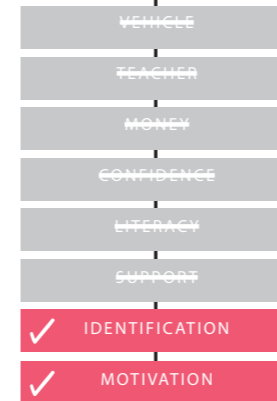 VEHICLE
TEACHER
MONEY
CONFIDENCE
LITERACY
SUPPORT
IDENTIFICATION
MOTIVATION